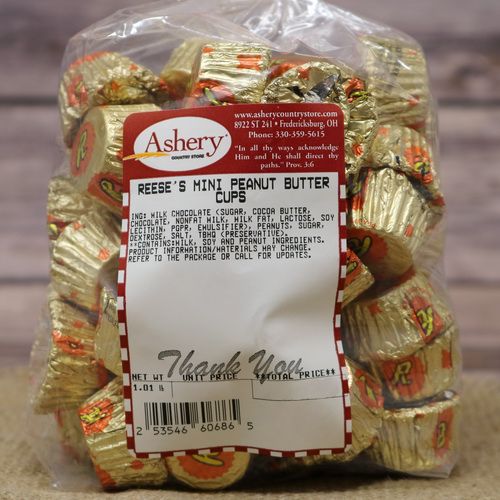 www.asherycountrystore.com
8922 ST 241 • Fredericksburg, OH
Phone: 330-359-5615
"In all thy ways acknowledge
Him and He shall direct thy
paths." Prov. 3:6
Ashery
COUNTRY STORE
REESE'S MINI PEANUT BUTTER
CUPS
ING: MILK CHOCOLATE (SUGAR, COCOA BUTTER,
CHOCOLATE, NONFAT MILK, MILK FAT, LACTOSE, SOY
LECITHIN, PGPR, EMULSIFIER), PEANUTS, SUGAR,
DEXTROSE, SALT, TBHQ (PRESERVATIVE).
**CONTAINS:MILK, SOY AND PEANUT INGREDIENTS.
PRODUCT INFORMATION/MATERIALS MAY CHANGE.
REFER TO THE PACKAGE OR CALL FOR UPDATES.
Thank You
NET WT UNIT PRICE **TOTAL PRICE**
1.01 lb
2 53546 60686 5